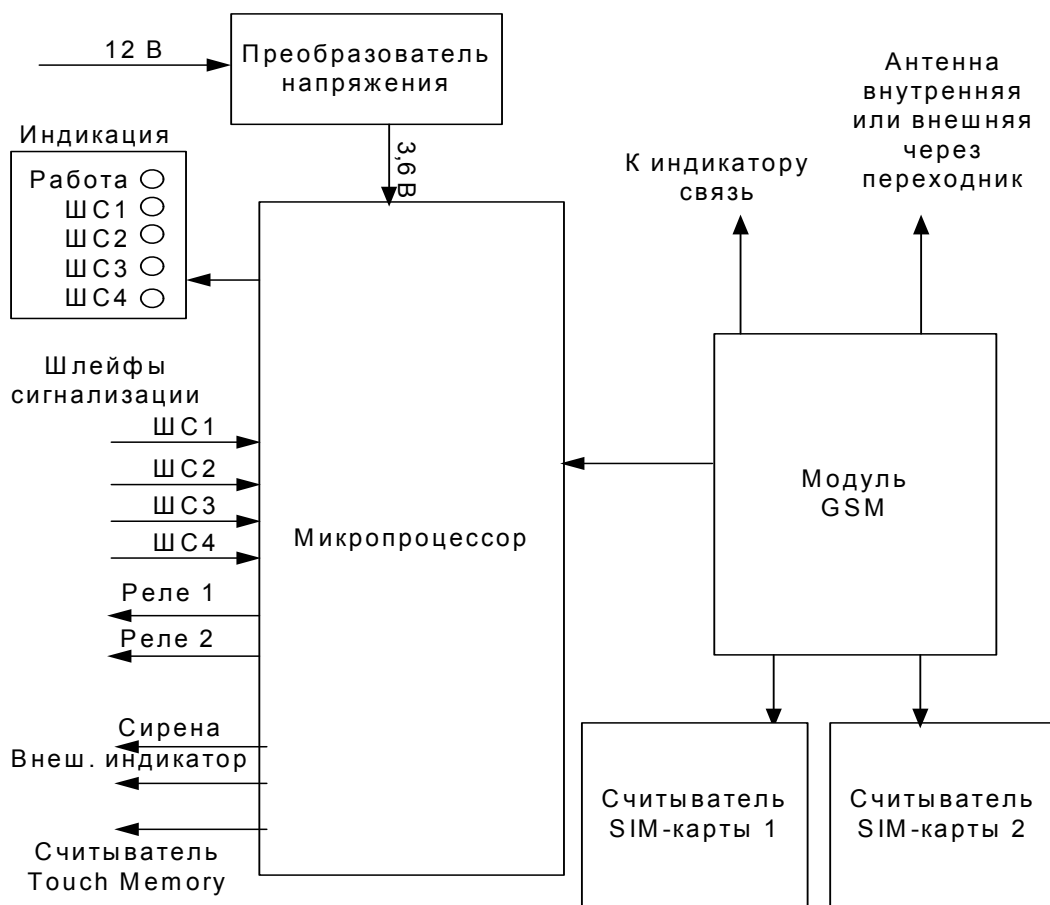 12 В
Преобразователь
напряжения
3,6 В
Индикация
Работа
ШС1
ШС2
ШС3
ШС4
К индикатору
связь
Антенна
внутренняя
или внешняя
через
переходник
Шлейфы
сигнализации
ШС1
ШС2
ШС3
ШС4
Реле 1
Реле 2
Сирена
Внеш. индикатор
Считыватель
Touch Memory
Микропроцессор
Модуль
GSM
Считыватель
SIM-карты 1
Считыватель
SIM-карты 2